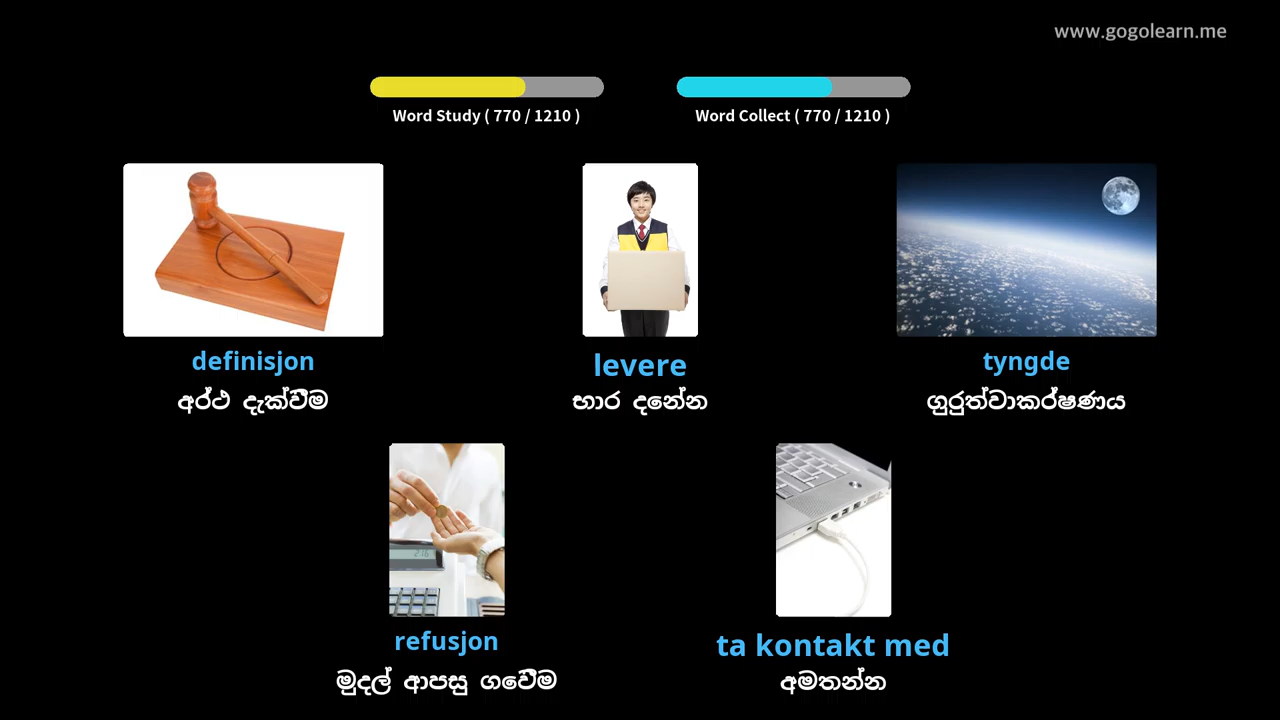 www.gogolearn.me
Word Study ( 770 / 1210 )
Word Collect ( 770 / 1210 )
definisjon
අර්ථ දැක්වීම
levere
භාර දෙන්න
tyngde
ගුරුත්වාකර්ෂණය
refusjon
මුදල් ආපසු ගෙවීම
ta kontakt med
අමතන්න